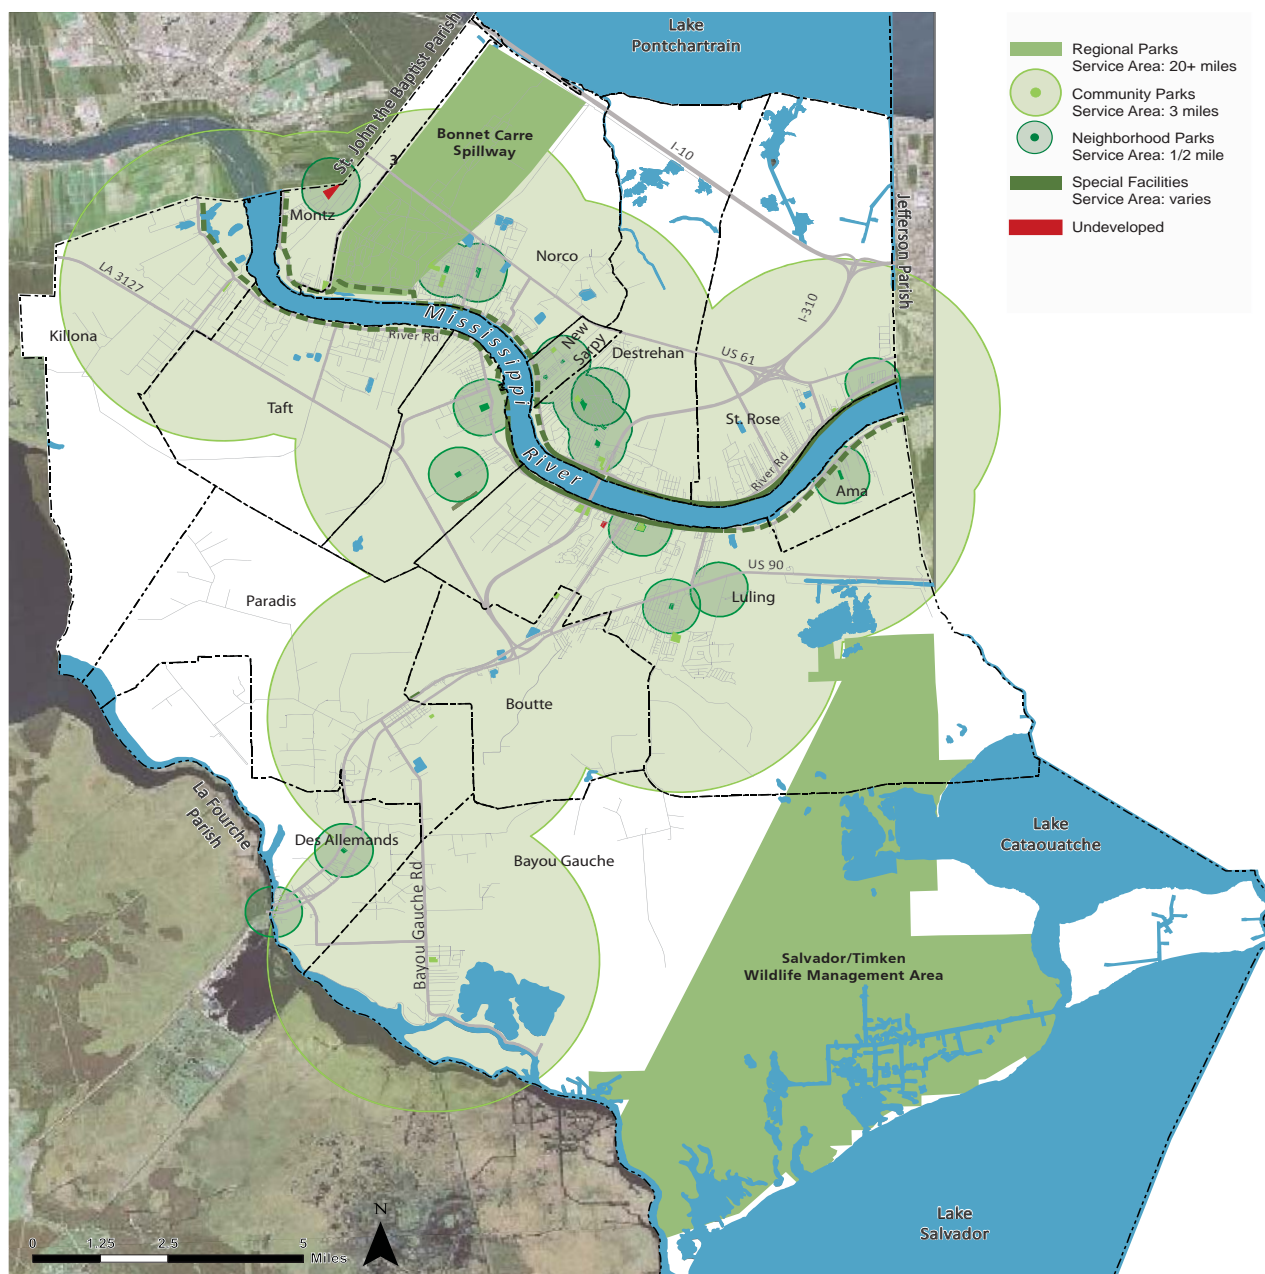 Lake
Pontchartrain
Regional Parks
Service Area: 20+ miles
Community Parks
Service Area: 3 miles
Neighborhood Parks
Service Area: 1/2 mile
Special Facilities
Service Area: varies
Undeveloped
St. John the Baptist Parish
Bonnet Carre
Spillway
3
I-10
Montz
Jefferson Parish
Norco
LA 3127
I-310
Killona
River Rd
Mississippi
River
New
Sarpy
Destrehan
US 61
Taft
St. Rose
River Rd
Ama
US 90
Paradis
Luling
Boutte
La Fourche
Parish
Des Allemands
Bayou Gauche
Bayou Gauche Rd
Lake
Cataouatche
Salvador/Timken
Wildlife Management Area
Lake
Salvador
N
0 1.25 2.5 5
Miles